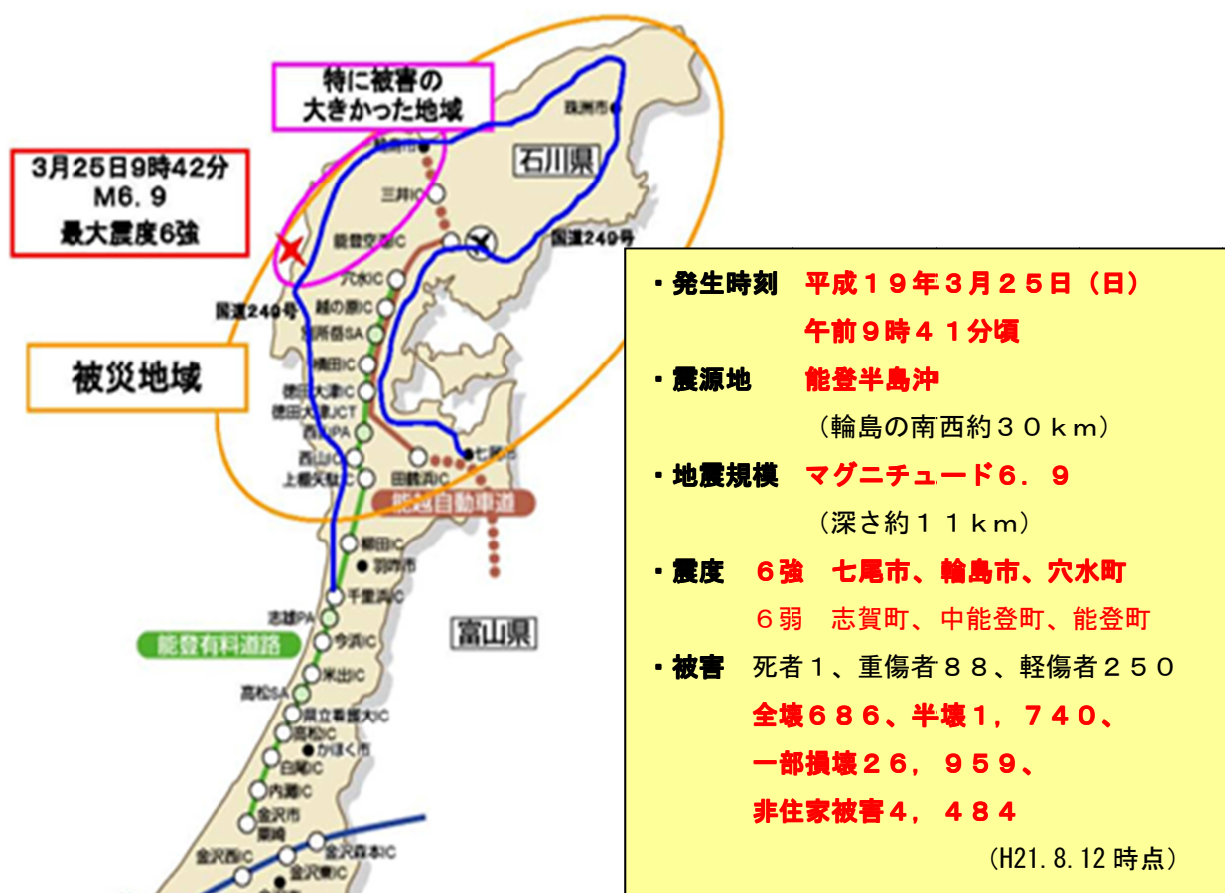 特に被害の
大きかった地域
珠洲市
輪島市
石川県
3月25日9時42分
M6.9
最大震度6強
三井IC
能登空港IC
国道249号
穴水IC
国道249号
越の原IC
別所岳SA
横田IC
被災地域
徳田大津IC
徳田大津JCT
西山PA
西山IC
七尾市
上棚矢駄IC
田鶴浜IC
能越自動車道
柳田IC
羽咋市
千里浜IC
志雄PA
能登有料道路
今浜IC
富山県
米出IC
高松SA
県立看護大IC
高松IC
かほく市
白尾IC
内灘IC
金沢市
粟崎
金沢西IC
金沢森本IC
金沢東IC
・発生時刻 平成19年3月25日(日)
午前9時41分頃
・震源地 能登半島沖
(輪島の南西約30km)
・地震規模 マグニチュード6.9
(深さ約11km)
・震度 6強 七尾市、輪島市、穴水町
6弱 志賀町、中能登町、能登町
・被害 死者1、重傷者88、軽傷者250
全壊686、半壊1,740、
一部損壊26,959、
非住家被害4,484
(H21.8.12時点)